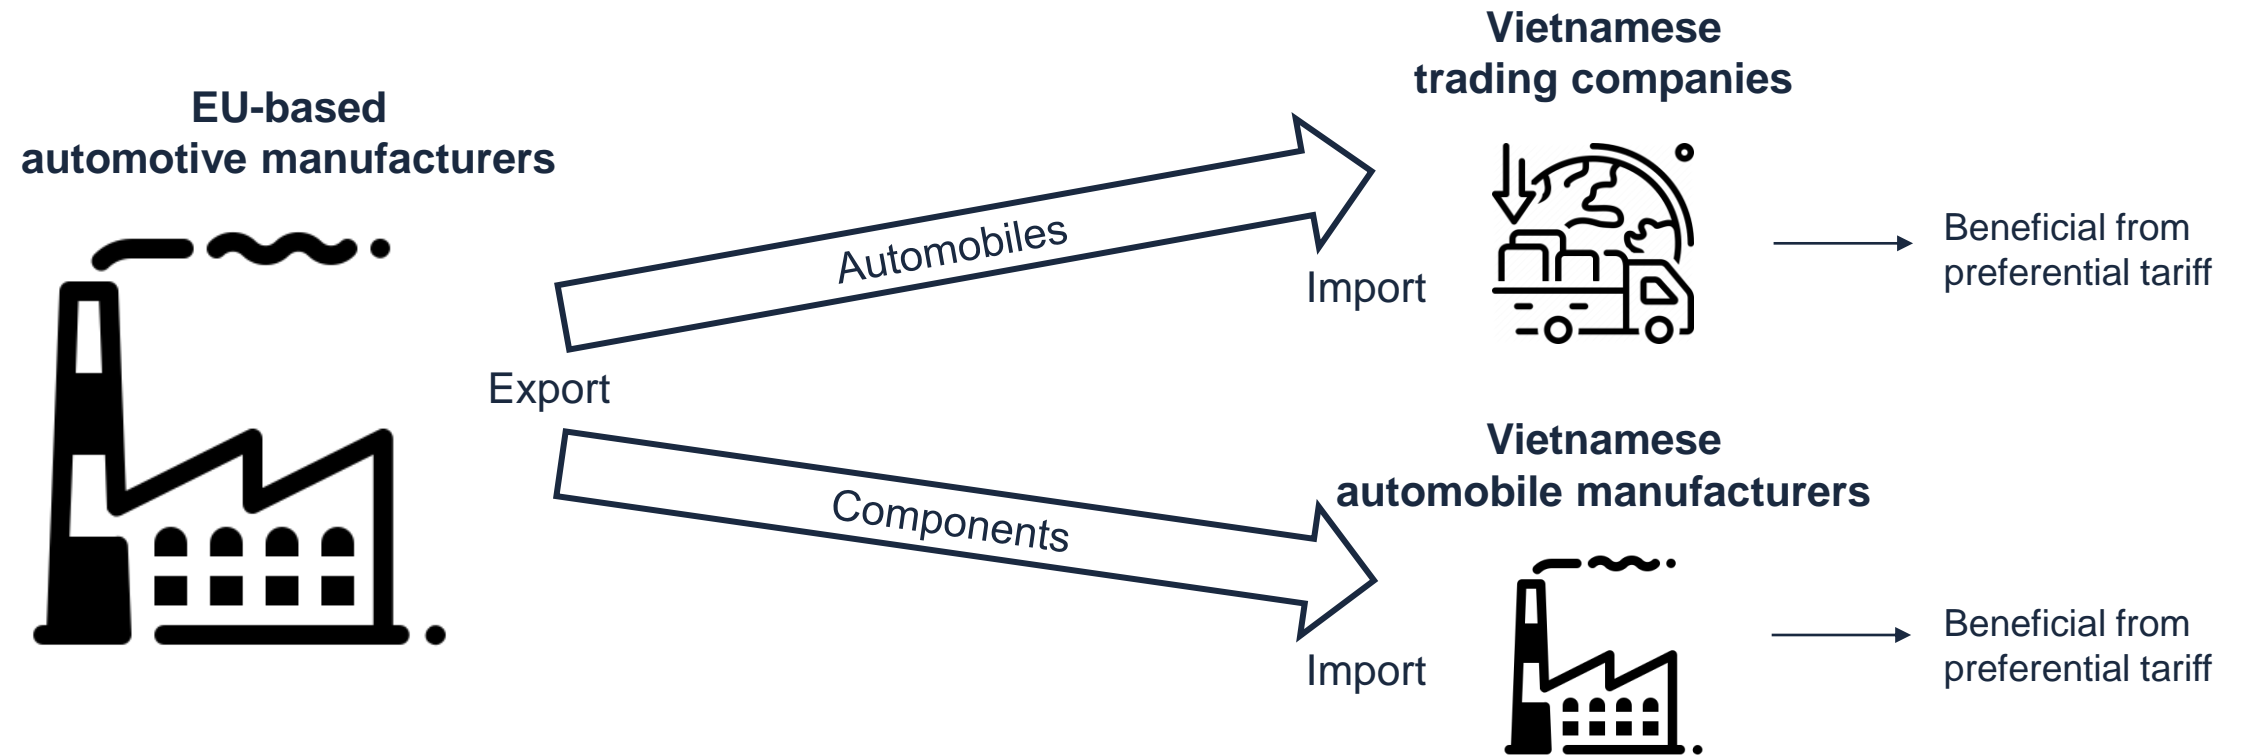 EU-based
automotive manufacturers
Export
Automobiles
Import
Vietnamese
trading companies
Beneficial from
preferential tariff
Components
Import
Vietnamese
automobile manufacturers
Beneficial from
preferential tariff